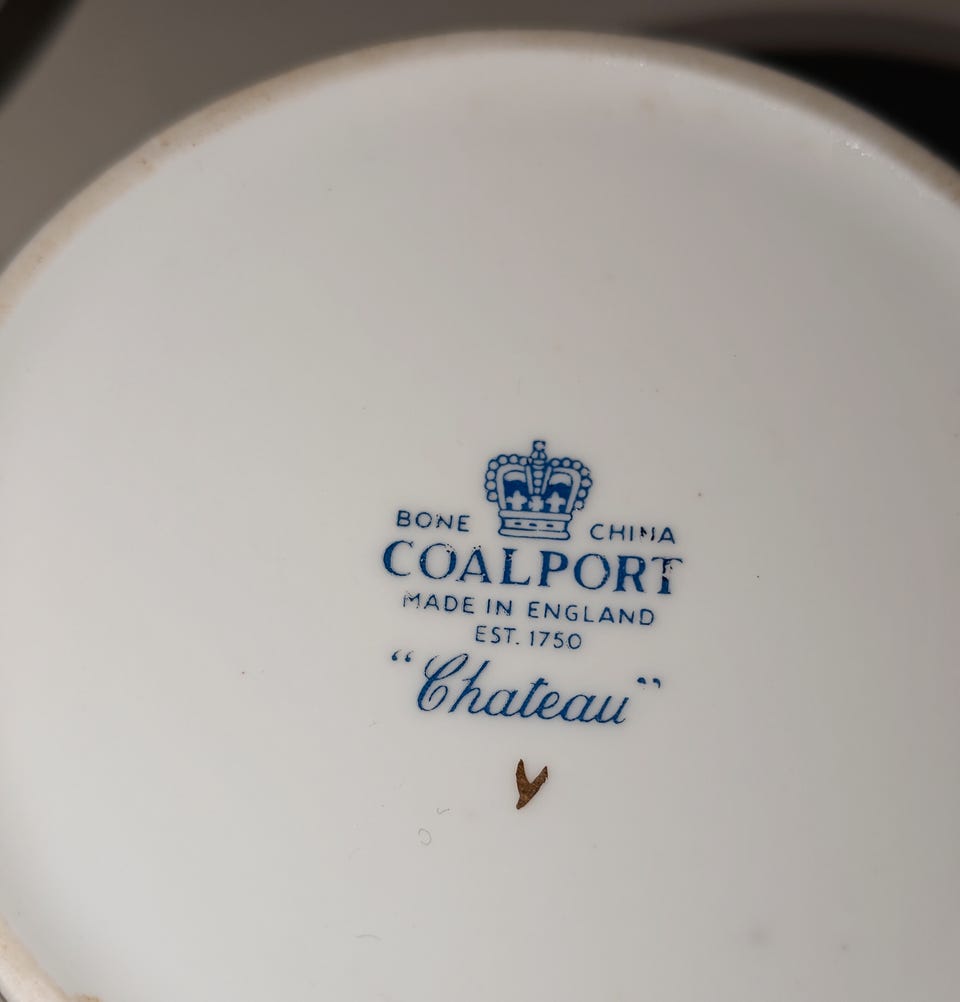 BONE CHINA
COALPORT
MADE IN ENGLAND
EST. 1750
“Chateau”